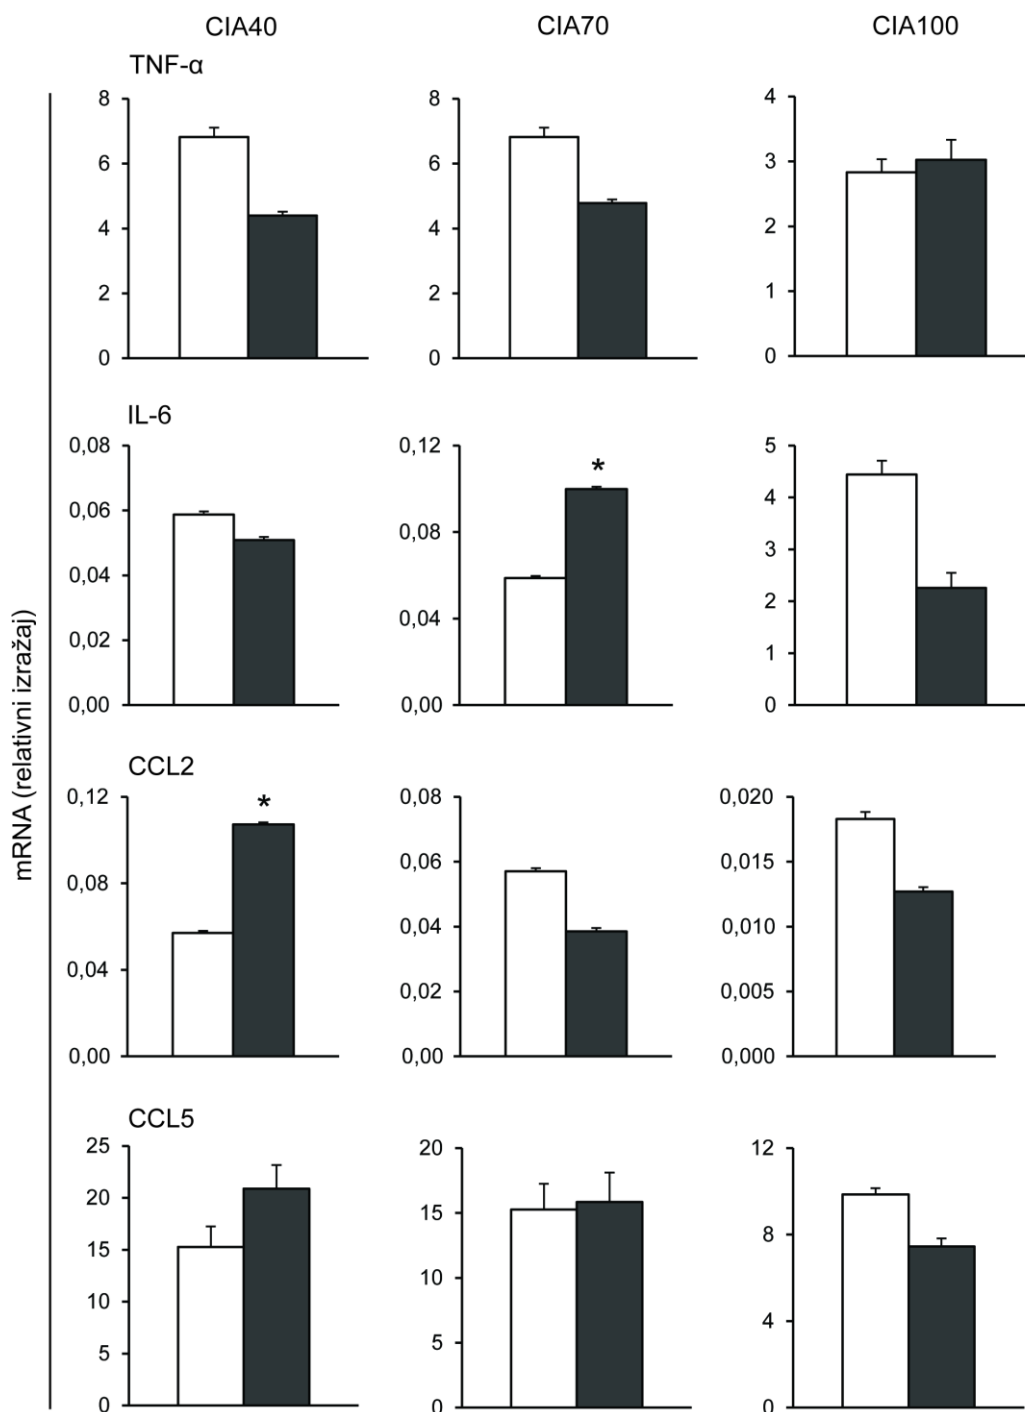 CIA40 CIA70 CIA100
TNF-α
8 8 4
6 6 3
4 4 2
2 2 1
0 0 0
IL-6
0,08 0,12 5
0,06 0,08 4
0,04 0,04 3
0,02 0,00 2
0,00 1
0
*
CCL2
0,12 0,08 0,020
0,08 0,06 0,015
0,04 0,04 0,010
0,00 0,02 0,005
0,00 0,000
*
CCL5
25 20 12
20 15 8
15 10 4
10 5 0
5 0
0
mRNA (relativni izražaj)